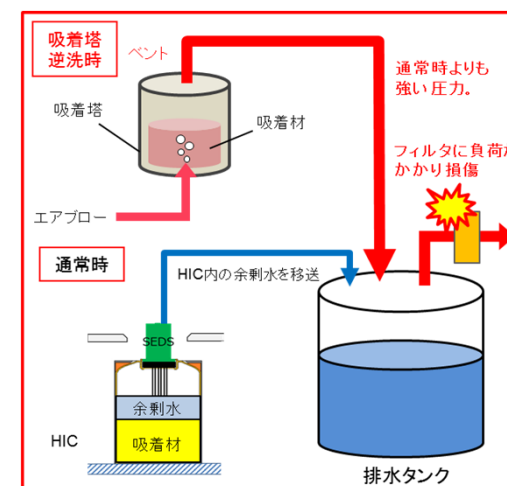 吸着塔
逆洗時
ベント
通常時よりも
強い圧力。
吸着塔
吸着材
フィルタに負荷が
かかり損傷
エアブロー
通常時
HIC内の余剰水を移送
SEDS
余剰水
HIC
吸着材
排水タンク